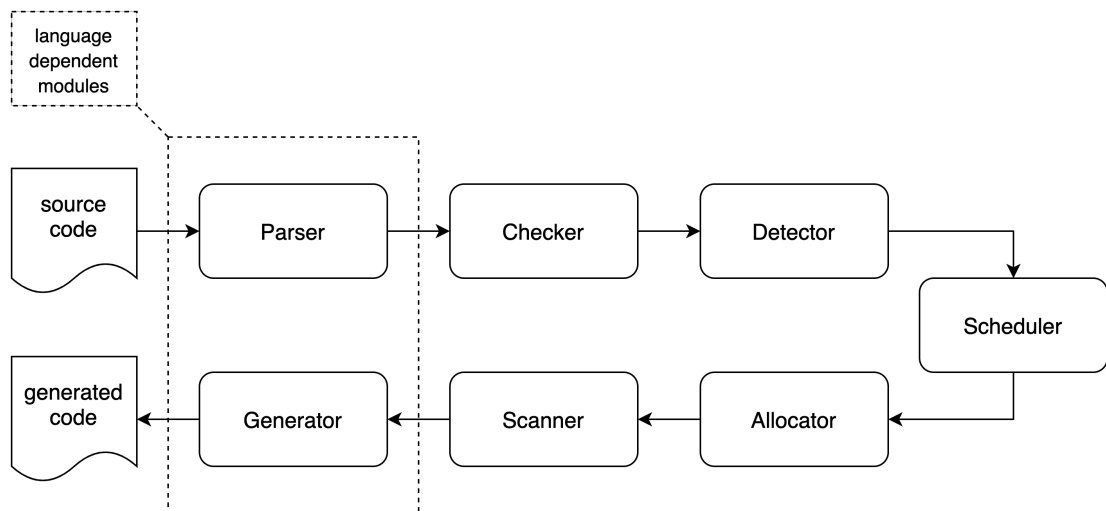 language
dependent
modules
source
code
Parser
Checker
Detector
Scheduler
generated
code
Generator
Scanner
Allocator